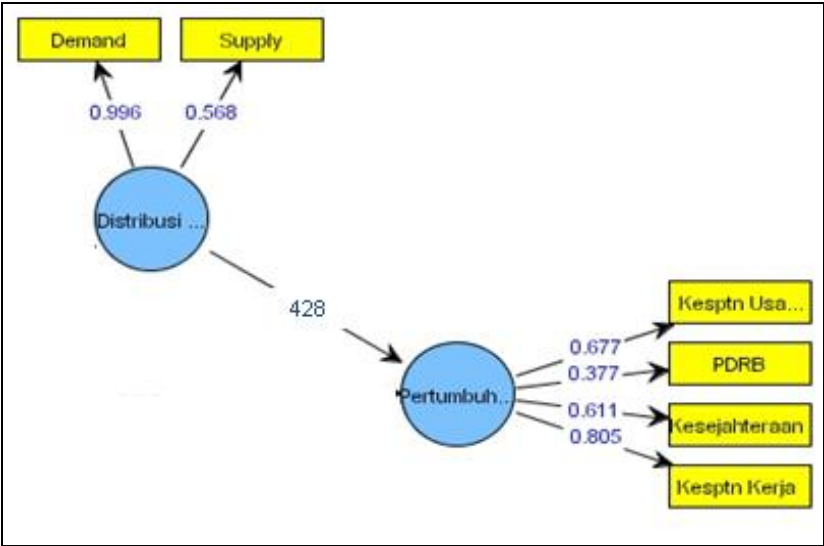 Demand
Supply
0.996
0.568
Distribusi ...
428
Kesptn Usa...
0.677
PDRB
0.377
Pertumbuh...
0.611
Kesejahteraan
0.805
Kesptn Kerja